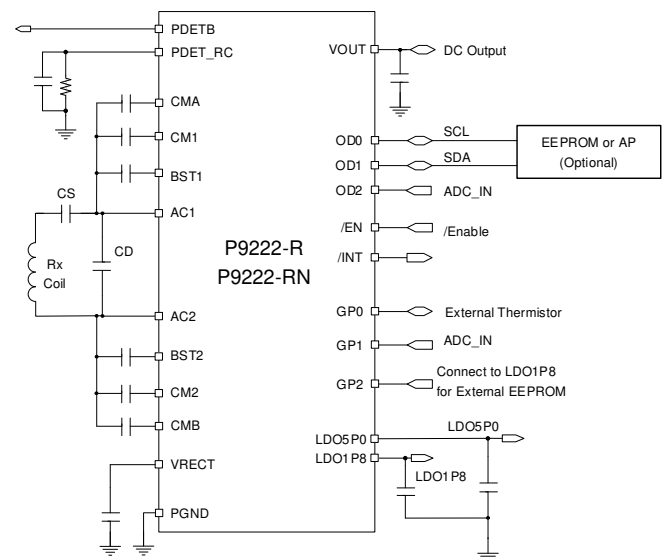 PDETB
PDET_RC
CMA
CM1
BST1
CS
AC1
CD
Rx
Coil
AC2
BST2
CM2
CMB
VRECT
PGND
P9222-R
P9222-RN
VOUT
DC Output
OD0
SCL
OD1
SDA
EEPROM or AP
(Optional)
OD2
ADC_IN
/EN
/Enable
/INT
GP0
External Thermistor
GP1
ADC_IN
GP2
Connect to LDO1P8
for External EEPROM
LDO5P0
LDO5P0
LDO1P8
LDO1P8